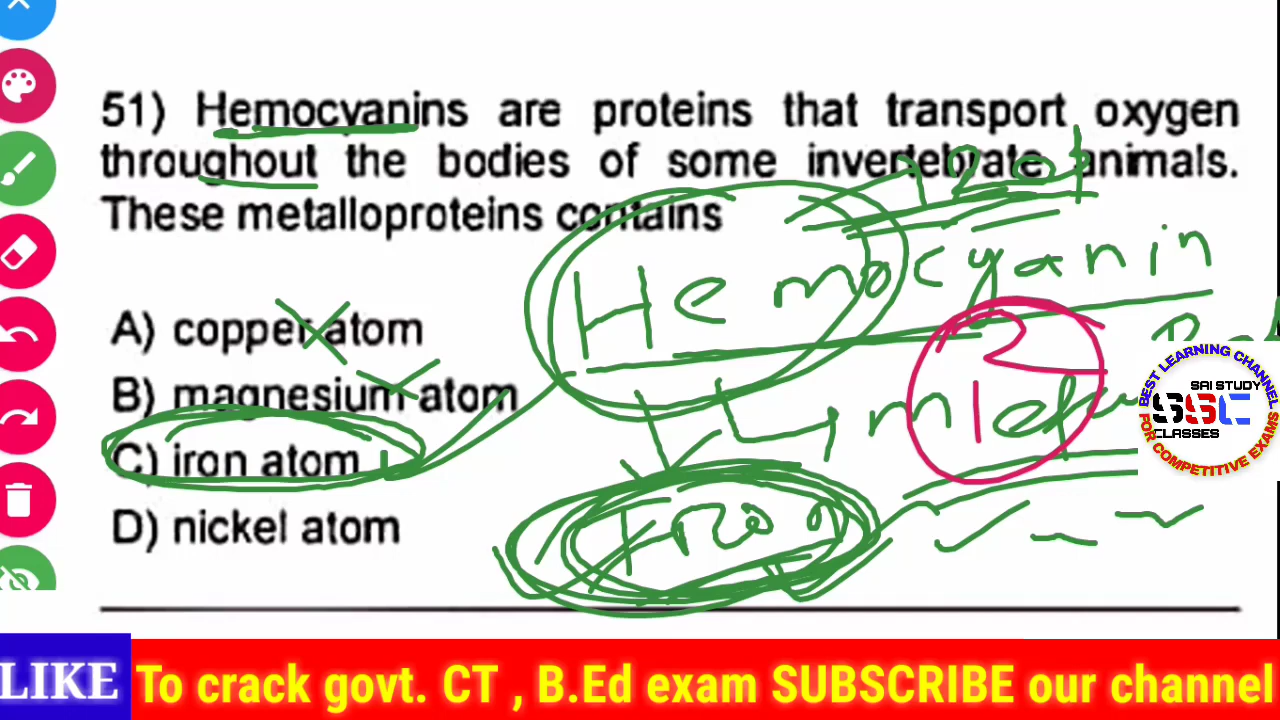 51) Hemocyanins are proteins that transport oxygen
throughout the bodies of some invertebrate animals.
These metalloproteins contains
Hemocyanin
A) copper atom
B) magnesium atom
C) iron atom
D) nickel atom
Iron
BEST LEARNING CHANNEL
SAI STUDY
SSC
CLASSES
FOR COMPETITIVE EXAMS
LIKE To crack govt. CT , B.Ed exam SUBSCRIBE our channel